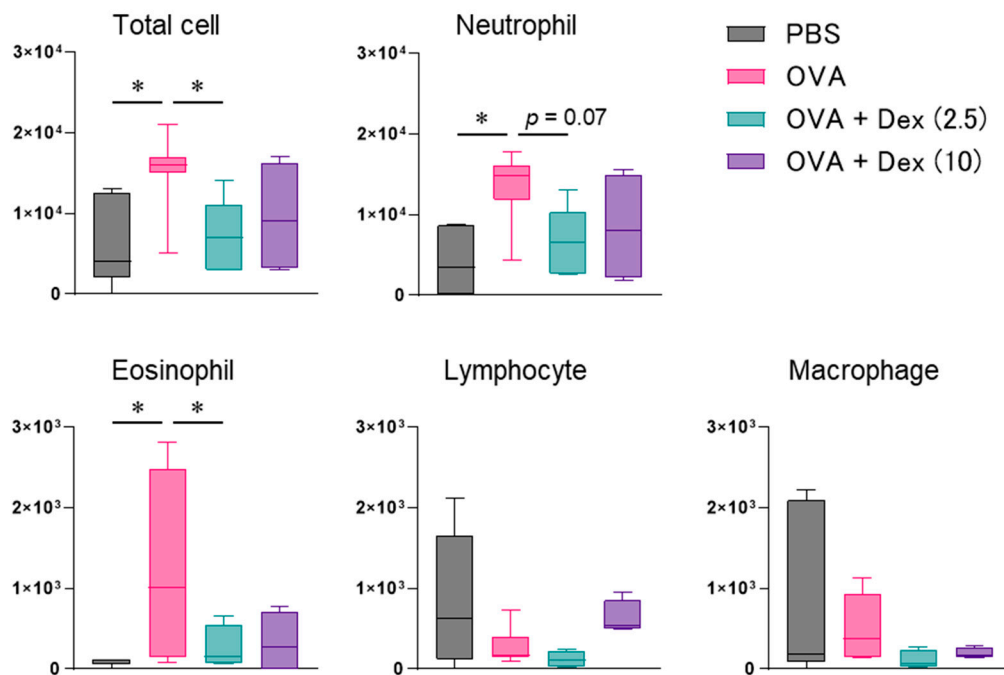 Total cell
3×10⁴
2×10⁴
1×10⁴
0
* *
Neutrophil
3×10⁴
2×10⁴
1×10⁴
0
* p = 0.07
PBS
OVA
OVA + Dex (2.5)
OVA + Dex (10)
Eosinophil
3×10³
2×10³
1×10³
0
* *
Lymphocyte
3×10³
2×10³
1×10³
0
Macrophage
3×10³
2×10³
1×10³
0